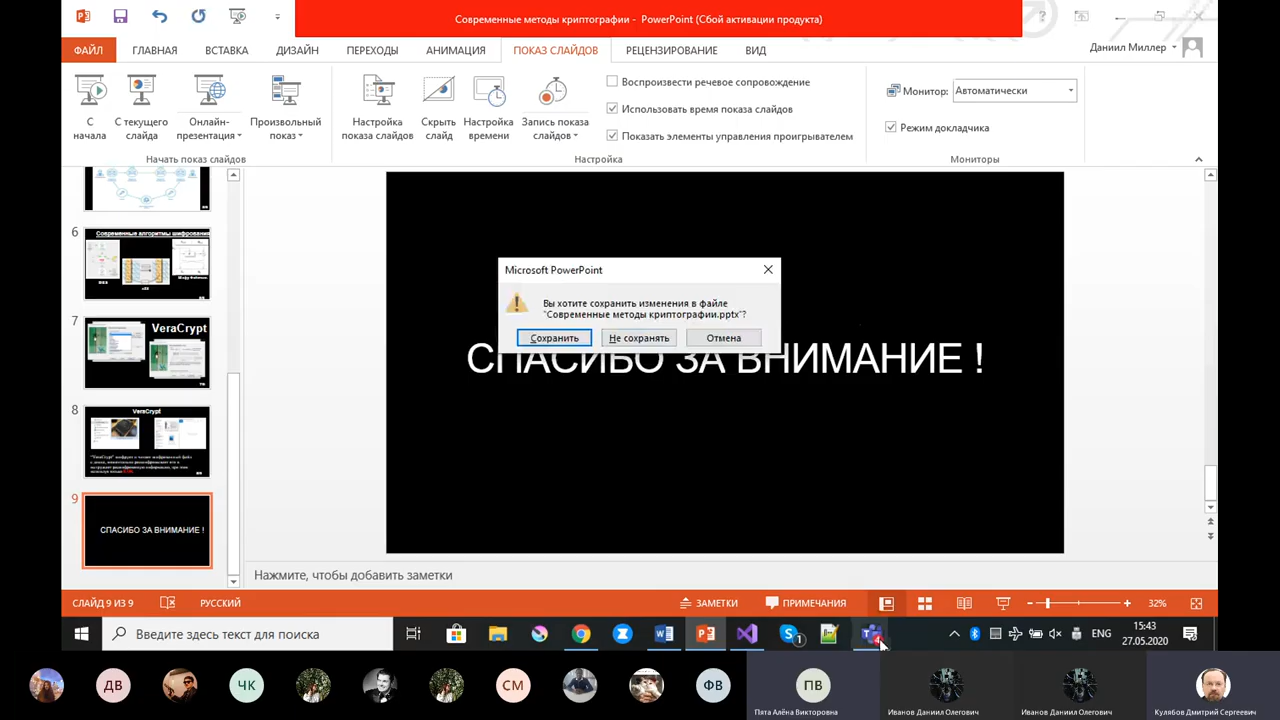 Современные методы криптографии - PowerPoint (Сбой активации продукта)
ФАЙЛ ГЛАВНАЯ ВСТАВКА ДИЗАЙН ПЕРЕХОДЫ АНИМАЦИЯ ПОКАЗ СЛАЙДОВ РЕЦЕНЗИРОВАНИЕ ВИД
Даниил Миллер
С начала
С текущего слайда
Онлайн-презентация
Произвольный показ
Начать показ слайдов
Настройка показа слайдов
Скрыть слайд
Настройка времени
Запись показа слайдов
Воспроизвести речевое сопровождение
Использовать время показа слайдов
Показать элементы управления проигрывателем
Настройка
Монитор: Автоматически
Режим докладчика
Мониторы
6
Современные алгоритмы шифрования
7
VeraCrypt
8
VeraCrypt
9
СПАСИБО ЗА ВНИМАНИЕ !
Microsoft PowerPoint
Вы хотите сохранить изменения в файле
"Современные методы криптографии.pptx"?
Сохранить Не сохранять Отмена
СПАСИБО ЗА ВНИМАНИЕ !
Нажмите, чтобы добавить заметки
СЛАЙД 9 ИЗ 9 РУССКИЙ ЗАМЕТКИ ПРИМЕЧАНИЯ 32%
Введите здесь текст для поиска
1
ENG
15:43
27.05.2020
ДВ ЧК СМ ФВ ПВ
Пята Алёна Викторовна
Иванов Даниил Олегович
Иванов Даниил Олегович
Кулябов Дмитрий Сергеевич